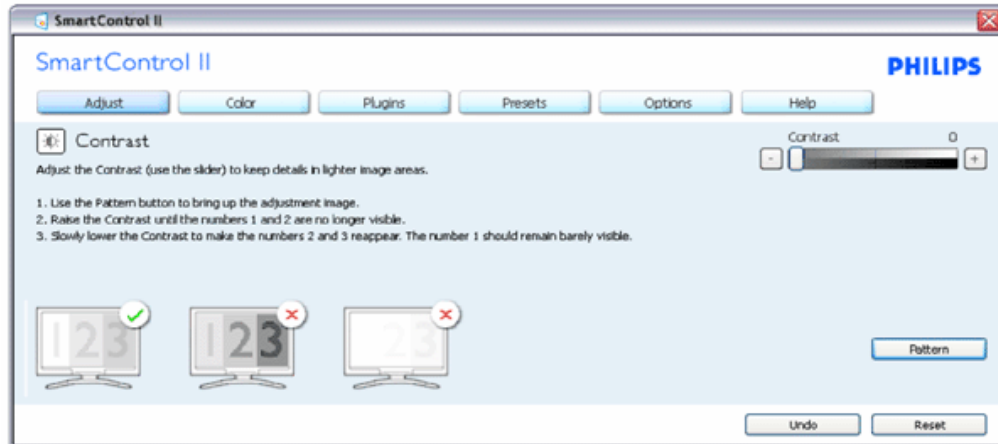 SmartControl II
SmartControl II
PHILIPS
Adjust Color Plugins Presets Options Help
Contrast
Contrast 0
- +
Adjust the Contrast (use the slider) to keep details in lighter image areas.
1. Use the Pattern button to bring up the adjustment image.
2. Raise the Contrast until the numbers 1 and 2 are no longer visible.
3. Slowly lower the Contrast to make the numbers 2 and 3 reappear. The number 1 should remain barely visible.
123 123 23
Pattern
Undo Reset